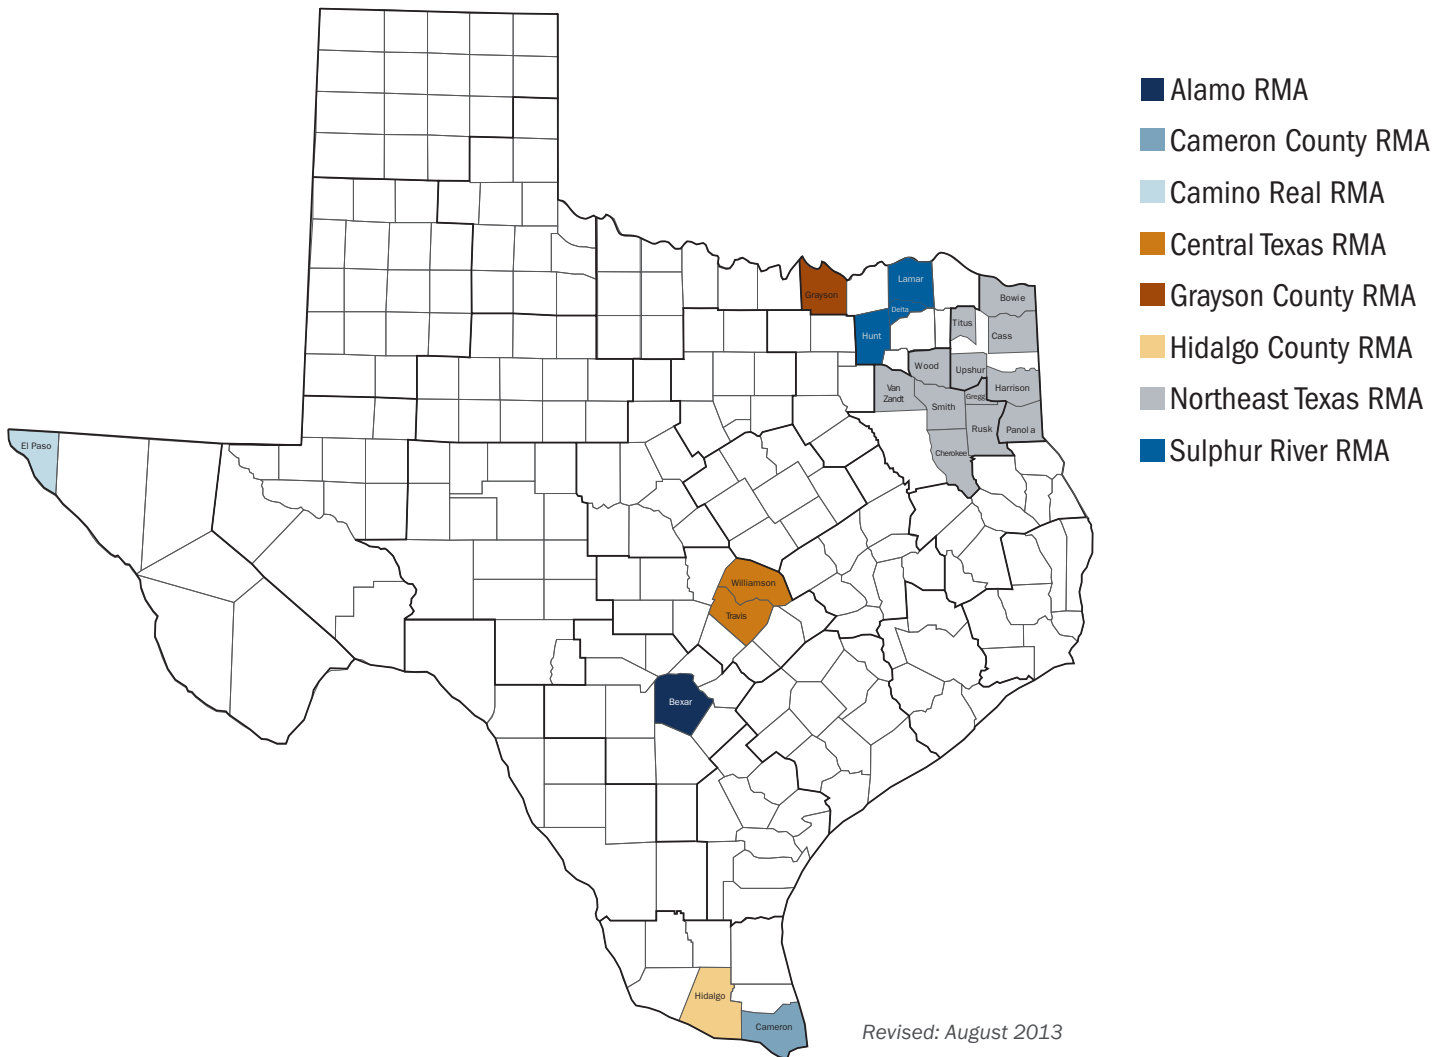 Alamo RMA
Cameron County RMA
Camino Real RMA
Central Texas RMA
Grayson County RMA
Hidalgo County RMA
Northeast Texas RMA
Sulphur River RMA
Lamar
Grayson
Bowie
Delta
Titus
Hunt
Cass
Wood
Upshur
Van
Zandt
Harrison
Gregg
Smith
Rusk
Panola
El Paso
Cherokee
Williamson
Travis
Bexar
Hidalgo
Cameron
Revised: August 2013